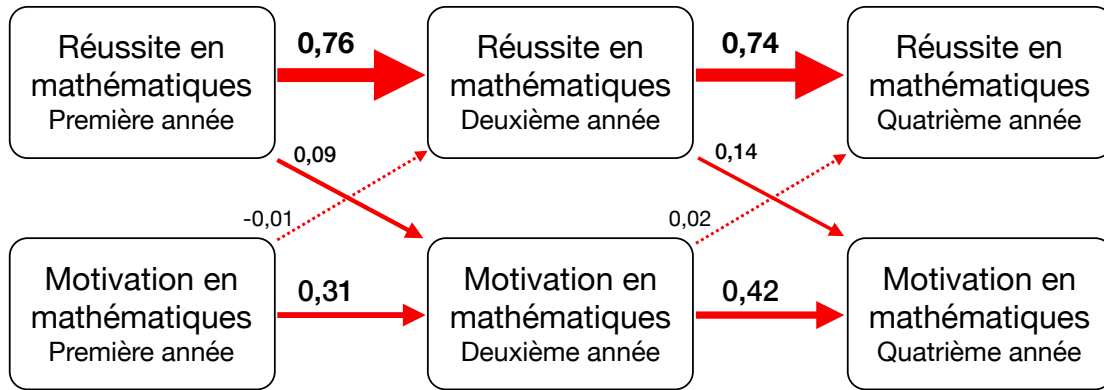 Réussite en
mathématiques
Première année
0,76
Réussite en
mathématiques
Deuxième année
0,74
Réussite en
mathématiques
Quatrième année
0,09
-0,01
0,14
0,02
Motivation en
mathématiques
Première année
0,31
Motivation en
mathématiques
Deuxième année
0,42
Motivation en
mathématiques
Quatrième année